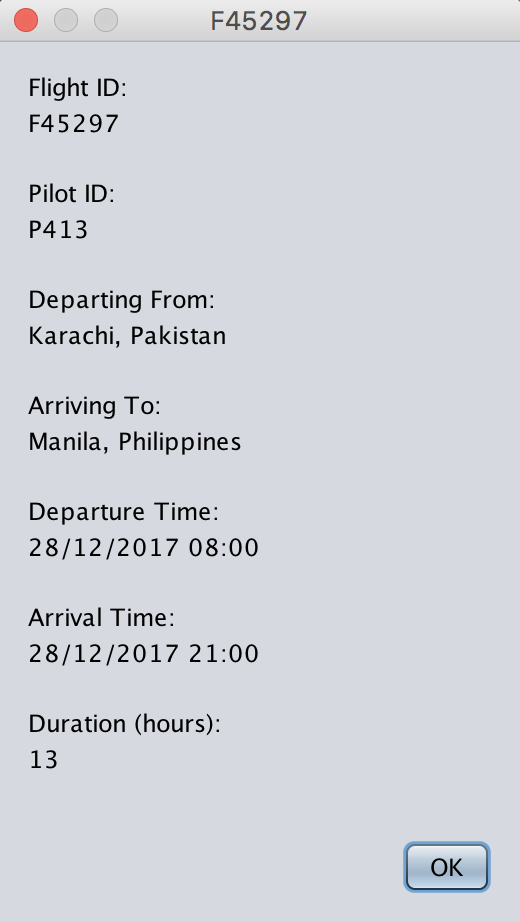 F45297
Flight ID:
F45297
Pilot ID:
P413
Departing From:
Karachi, Pakistan
Arriving To:
Manila, Philippines
Departure Time:
28/12/2017 08:00
Arrival Time:
28/12/2017 21:00
Duration (hours):
13
OK